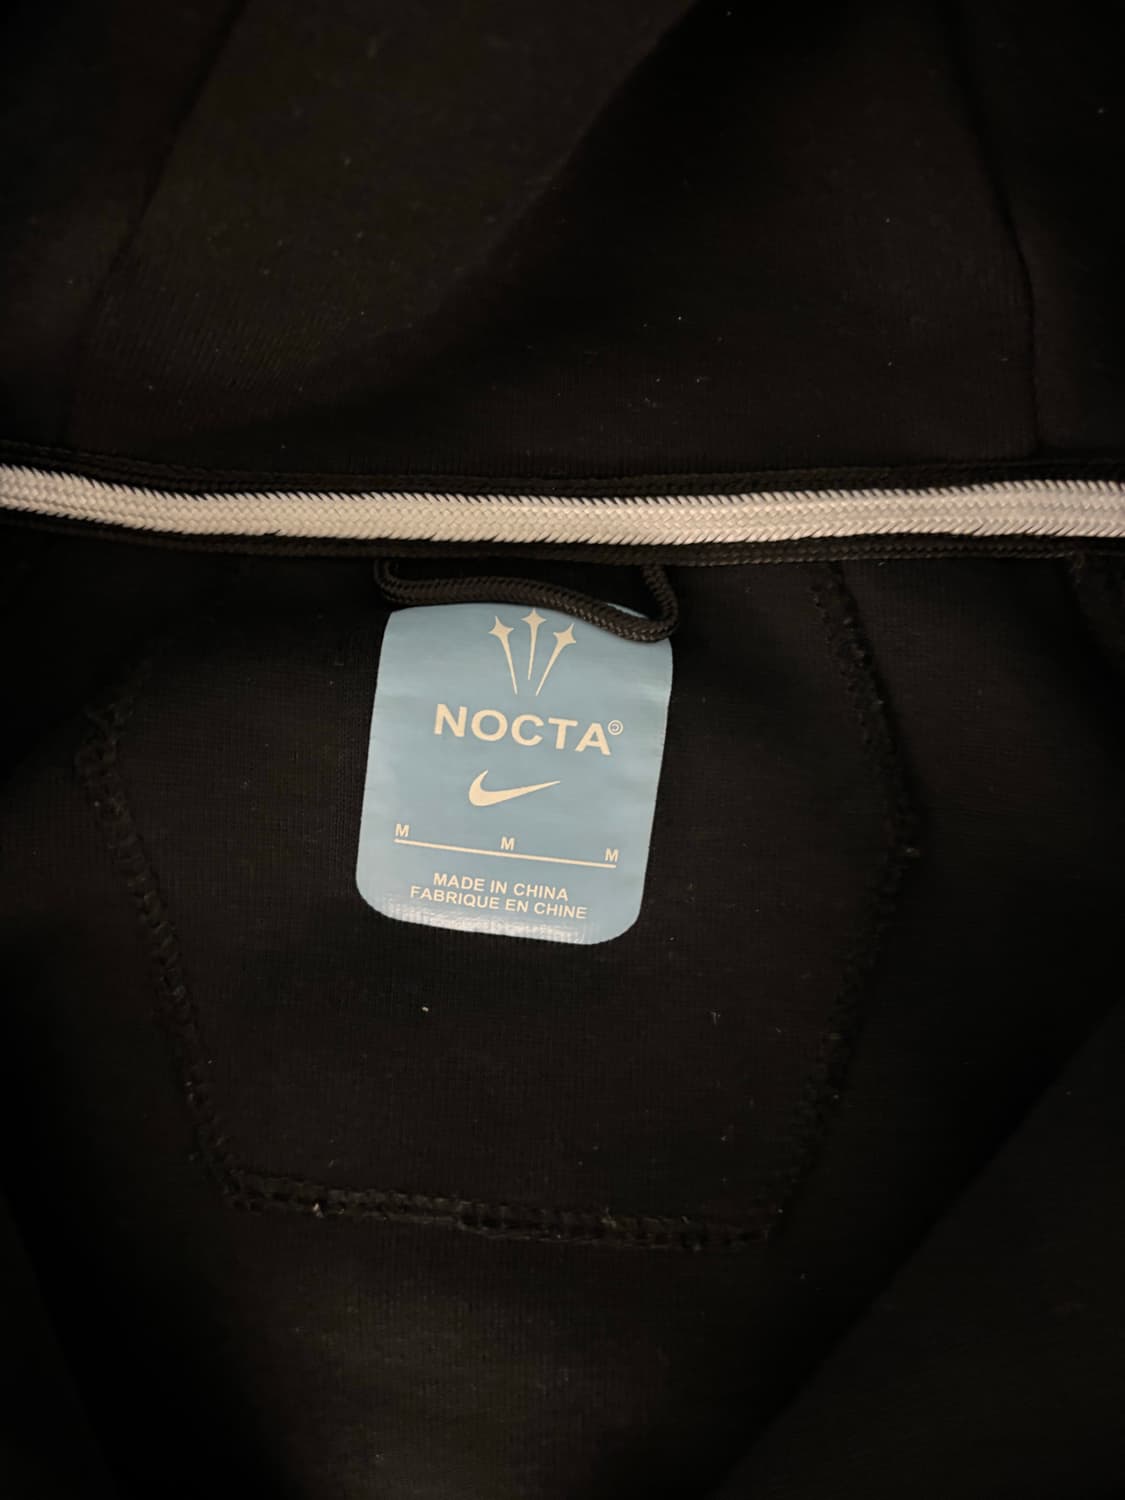 NOCTA©
M M M
MADE IN CHINA
FABRIQUE EN CHINE